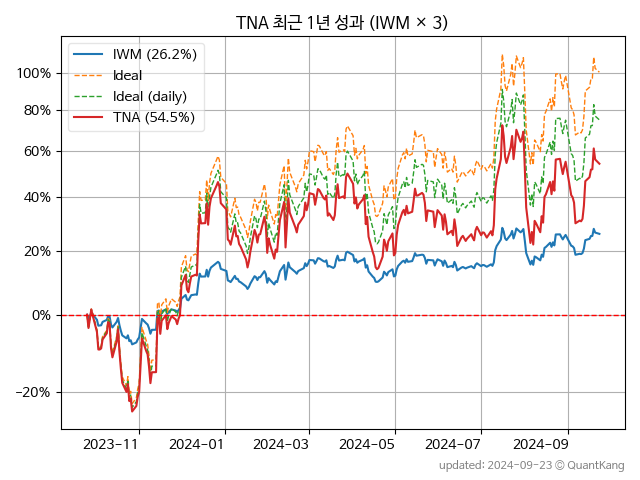 TNA 최근 1년 성과 (IWM × 3)
IWM (26.2%)
Ideal
Ideal (daily)
TNA (54.5%)
100%
80%
60%
40%
20%
0%
−20%
2023-11
2024-01
2024-03
2024-05
2024-07
2024-09
updated: 2024-09-23 ⓒ QuantKang